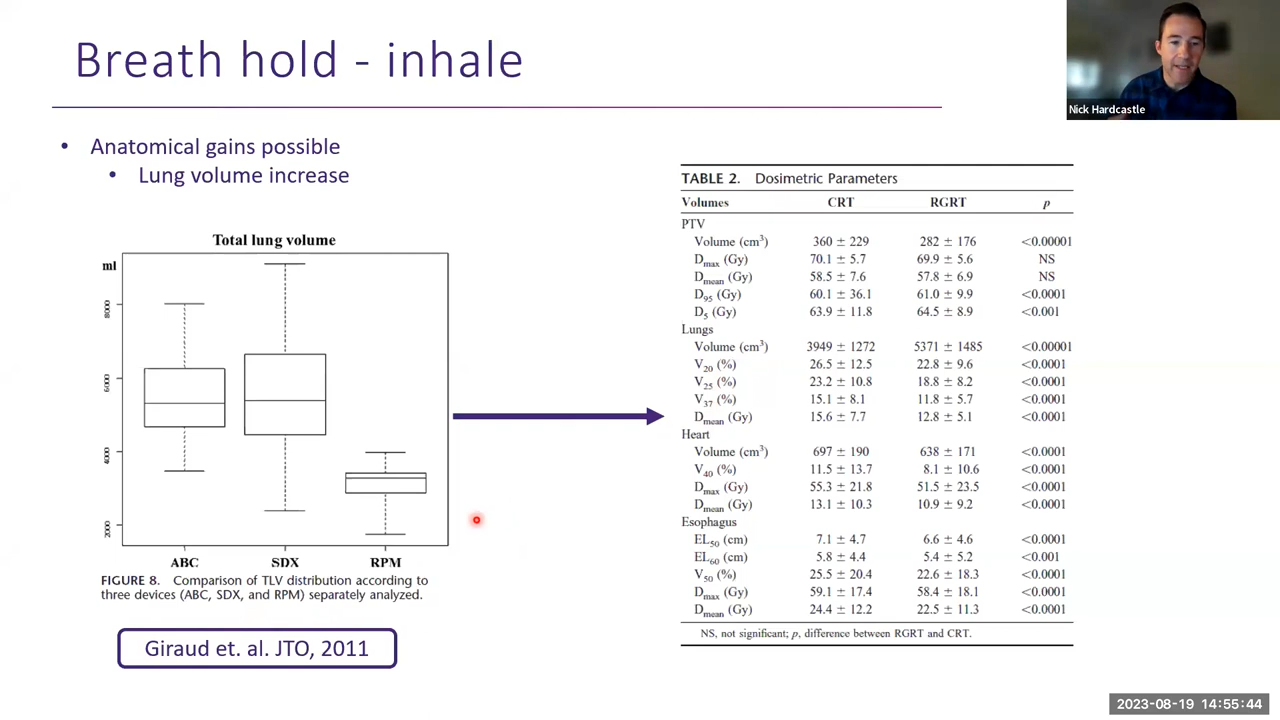 Breath hold - inhale
Nick Hardcastle
• Anatomical gains possible
• Lung volume increase
Total lung volume
ml
8000
6000
4000
2000
ABC SDX RPM
FIGURE 8. Comparison of TLV distribution according to
three devices (ABC, SDX, and RPM) separately analyzed.
Giraud et. al. JTO, 2011
TABLE 2. Dosimetric Parameters
Volumes CRT RGRT p
PTV
Volume (cm³) 360 ± 229 282 ± 176 <0.00001
Dmax (Gy) 70.1 ± 5.7 69.9 ± 5.6 NS
Dmean (Gy) 58.5 ± 7.6 57.8 ± 6.9 NS
D95 (Gy) 60.1 ± 36.1 61.0 ± 9.9 <0.0001
D5 (Gy) 63.9 ± 11.8 64.5 ± 8.9 <0.001
Lungs
Volume (cm³) 3949 ± 1272 5371 ± 1485 <0.00001
V20 (%) 26.5 ± 12.5 22.8 ± 9.6 <0.0001
V25 (%) 23.2 ± 10.8 18.8 ± 8.2 <0.0001
V37 (%) 15.1 ± 8.1 11.8 ± 5.7 <0.0001
Dmean (Gy) 15.6 ± 7.7 12.8 ± 5.1 <0.0001
Heart
Volume (cm³) 697 ± 190 638 ± 171 <0.0001
V40 (%) 11.5 ± 13.7 8.1 ± 10.6 <0.0001
Dmax (Gy) 55.3 ± 21.8 51.5 ± 23.5 <0.0001
Dmean (Gy) 13.1 ± 10.3 10.9 ± 9.2 <0.0001
Esophagus
EL50 (cm) 7.1 ± 4.7 6.6 ± 4.6 <0.0001
EL60 (cm) 5.8 ± 4.4 5.4 ± 5.2 <0.001
V50 (%) 25.5 ± 20.4 22.6 ± 18.3 <0.0001
Dmax (Gy) 59.1 ± 17.4 58.4 ± 18.1 <0.0001
Dmean (Gy) 24.4 ± 12.2 22.5 ± 11.3 <0.0001
NS, not significant; p, difference between RGRT and CRT.
2023-08-19 14:55:44